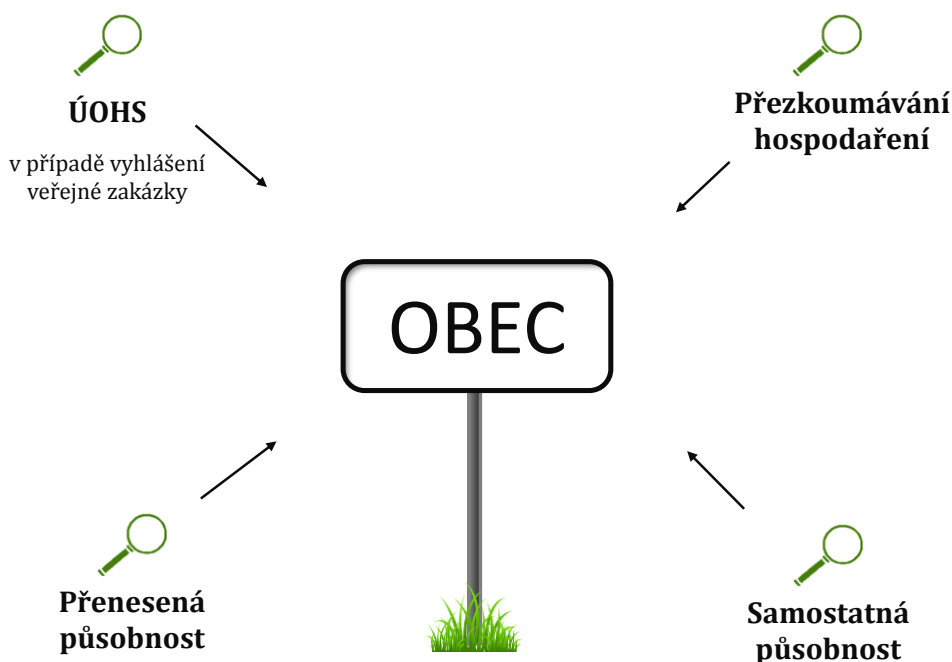 ÚOHS
v případě vyhlášení
veřejné zakázky
Přezkoumávání
hospodaření
OBEC
Přenesená
působnost
Samostatná
působnost